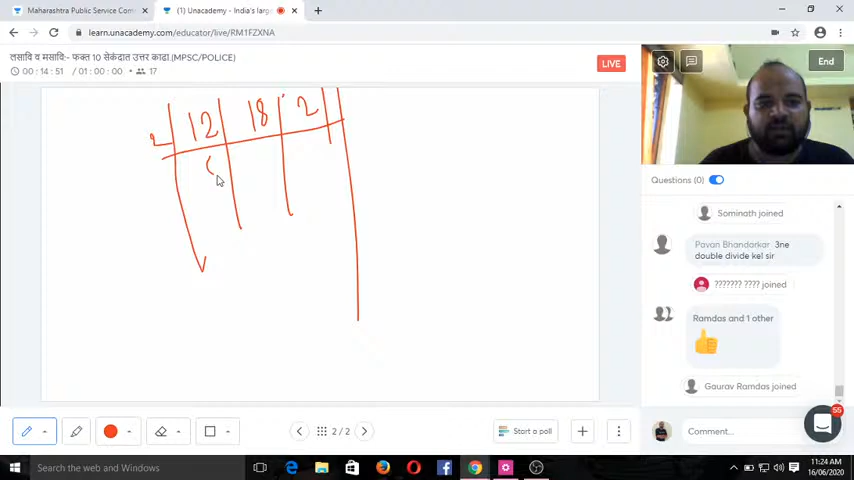 Maharashtra Public Service Com
(1) Unacademy - India's larg
learn.unacademy.com/educator/live/RM1FZXNA
लसावि व मसावि:- फक्त 10 सेकंदात उत्तर काढा.(MPSC/POLICE)
00 : 14 : 51 / 01 : 00 : 00 • 17
LIVE
End
2 12 18 2
Questions (0)
Sominath joined
Pavan Bhandarkar 3ne
double divide kel sir
??????? ???? joined
Ramdas and 1 other
Gaurav Ramdas joined
55
2 / 2
Start a poll
Comment...
Search the web and Windows
11:24 AM
16/06/2020